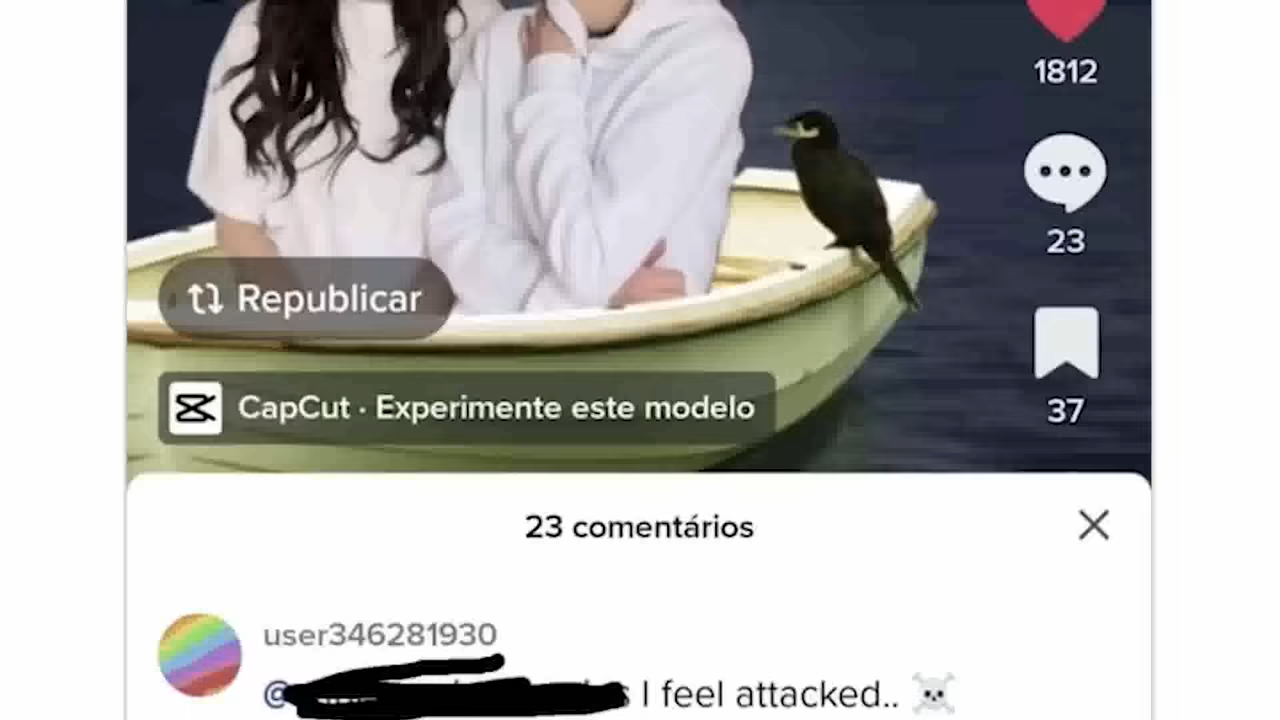 1812
23
Republicar
CapCut · Experimente este modelo
37
23 comentários
user346281930
@ I feel attacked.. ☠️